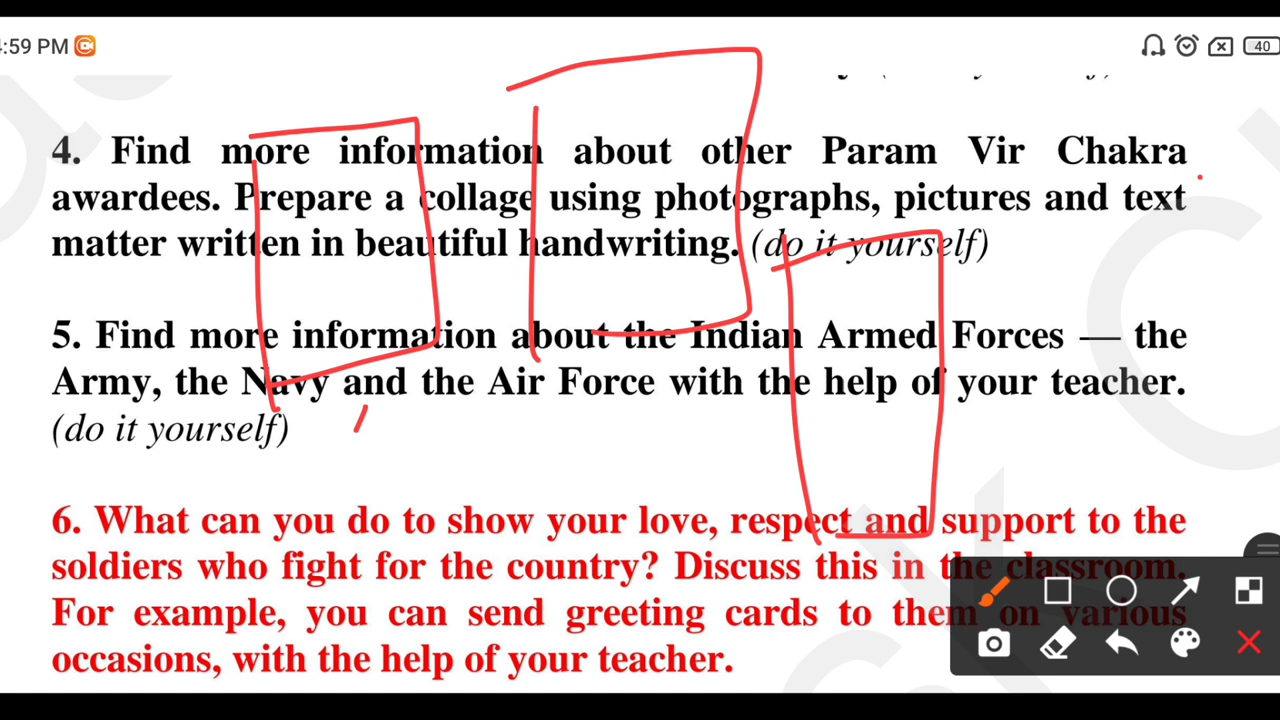 :59 PM
40
4. Find more information about other Param Vir Chakra
awardees. Prepare a collage using photographs, pictures and text
matter written in beautiful handwriting. (do it yourself)
5. Find more information about the Indian Armed Forces — the
Army, the Navy and the Air Force with the help of your teacher.
(do it yourself)
6. What can you do to show your love, respect and support to the
soldiers who fight for the country? Discuss this in the classroom.
For example, you can send greeting cards to them on various
occasions, with the help of your teacher.